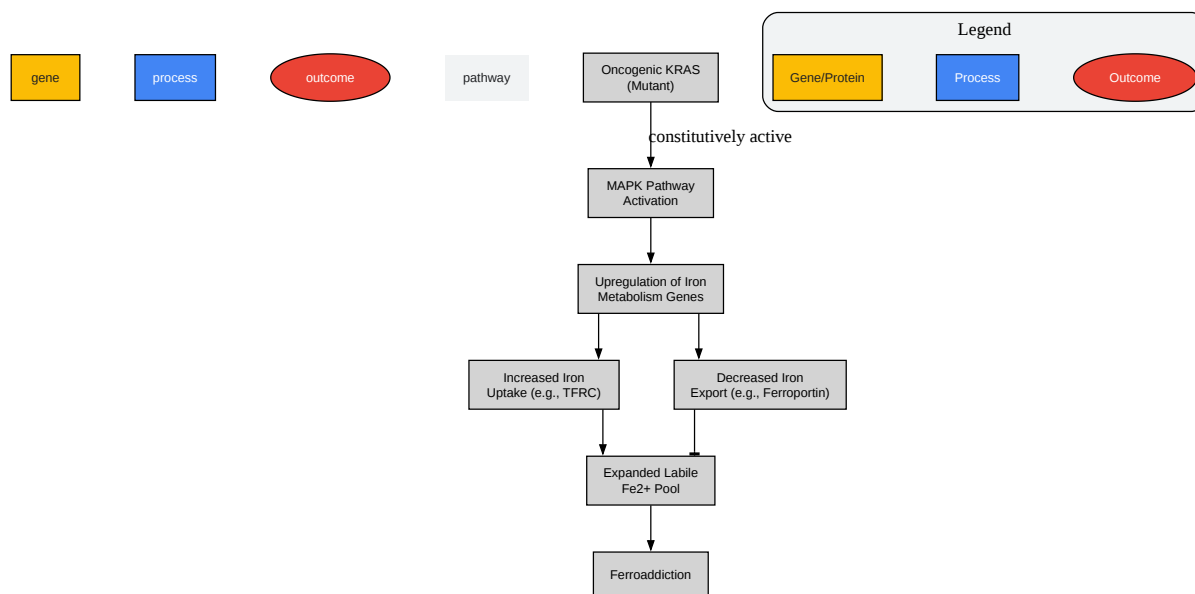 Legend
gene
process
outcome
pathway
Oncogenic KRAS
(Mutant)
Gene/Protein
Process
Outcome
constitutively active
MAPK Pathway
Activation
Upregulation of Iron
Metabolism Genes
Increased Iron
Uptake (e.g., TFRC)
Decreased Iron
Export (e.g., Ferroportin)
Expanded Labile
Fe2+ Pool
Ferroaddiction